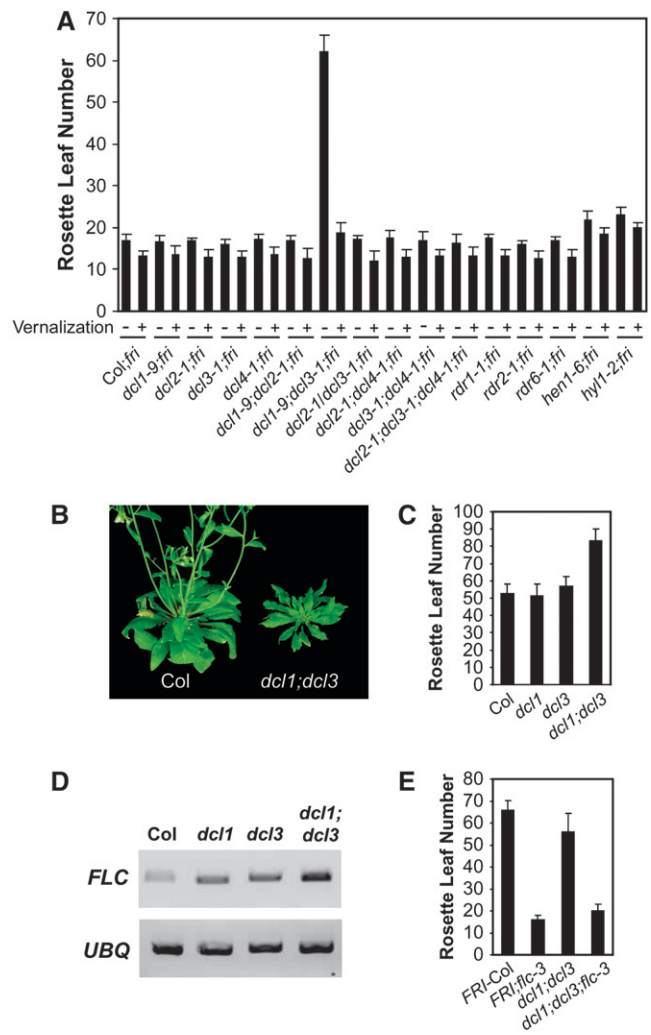 A
Rosette Leaf Number
70
60
50
40
30
20
10
0
Vernalization
- + - + - + - + - + - + - + - + - + - + - + - + - + - + - + - +
Col;fri
dcl1-9;fri
dcl2-1;fri
dcl3-1;fri
dcl4-1;fri
dcl1-9;dcl2-1;fri
dcl1-9;dcl3-1;fri
dcl2-1/dcl3-1;fri
dcl2-1;dcl4-1;fri
dcl3-1;dcl4-1;fri
dcl2-1;dcl3-1;dcl4-1;fri
rdr1-1;fri
rdr2-1;fri
rdr6-1;fri
hen1-6;fri
hyl1-2;fri
B
Col
dcl1;dcl3
C
Rosette Leaf Number
100
90
80
70
60
50
40
30
20
10
0
Col
dcl1
dcl3
dcl1;dcl3
D
Col
dcl1
dcl3
dcl1;
dcl3
FLC
UBQ
E
Rosette Leaf Number
80
70
60
50
40
30
20
10
0
FRI-Col
FRI;flc-3
dcl1;dcl3
dcl1;dcl3;flc-3